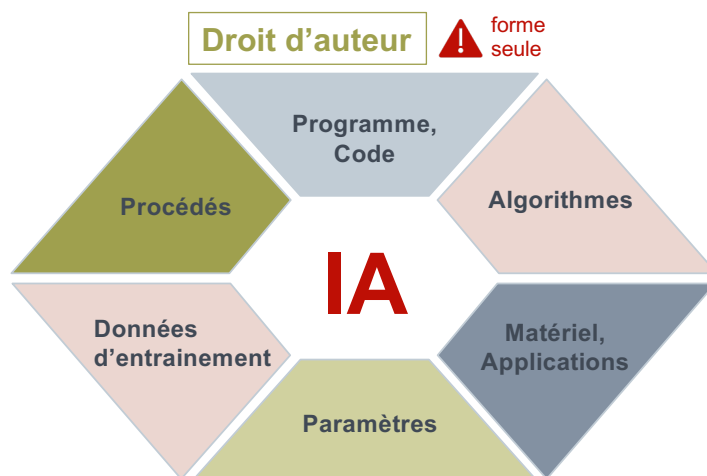 Droit d’auteur
forme
seule
Programme,
Code
Procédés
Algorithmes
IA
Données
d’entrainement
Matériel,
Applications
Paramètres